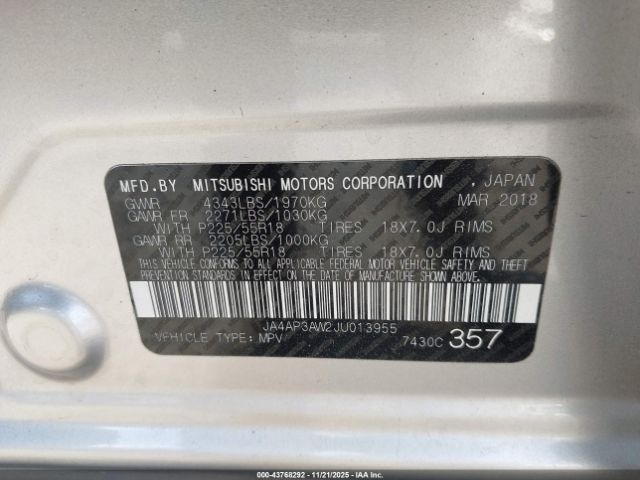 MFD.BY MITSUBISHI MOTORS CORPORATION , JAPAN
GVWR 4343LBS/1970KG MAR 2018
GAWR FR 2271LBS/1030KG
WITH P225/55R18 TIRES 18X7.0J RIMS
GAWR RR 2205LBS/1000KG
WITH P225/55R18 TIRES 18X7.0J RIMS
THIS VEHICLE CONFORMS TO ALL APPLICABLE FEDERAL MOTOR VEHICLE SAFETY AND THEFT
PREVENTION STANDARDS IN EFFECT ON THE DATE OF MANUFACTURE SHOWN ABOVE.
JA4AP3AW2JU013955
VEHICLE TYPE: MPV 7430C 357
000-43768292 - 11/21/2025 - IAAI.COM